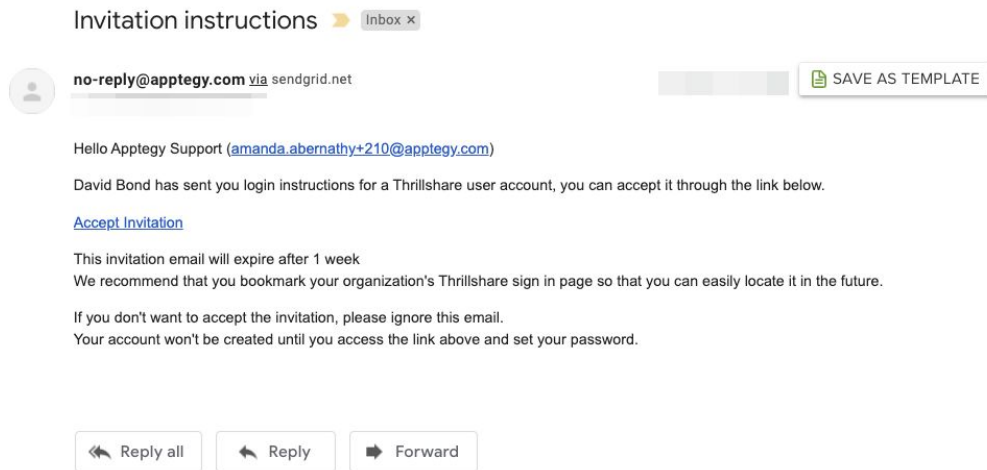 Invitation instructions
Inbox ×
no-reply@apptegy.com via sendgrid.net
SAVE AS TEMPLATE
Hello Apptegy Support (amanda.abernathy+210@apptegy.com)
David Bond has sent you login instructions for a Thrillshare user account, you can accept it through the link below.
Accept Invitation
This invitation email will expire after 1 week
We recommend that you bookmark your organization's Thrillshare sign in page so that you can easily locate it in the future.
If you don't want to accept the invitation, please ignore this email.
Your account won't be created until you access the link above and set your password.
Reply all
Reply
Forward